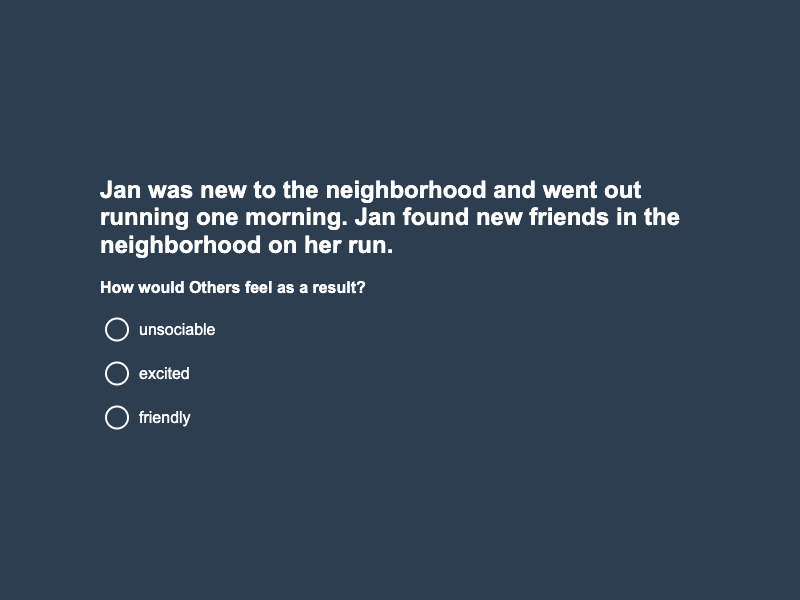 Jan was new to the neighborhood and went out
running one morning. Jan found new friends in the
neighborhood on her run.
How would Others feel as a result?
unsociable
excited
friendly